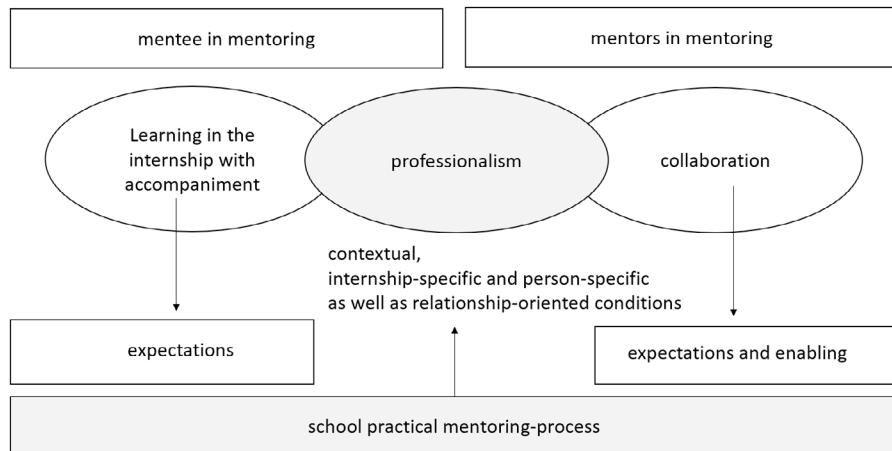 mentee in mentoring
mentors in mentoring
Learning in the
internship with
accompaniment
professionalism
collaboration
contextual,
internship-specific and person-specific
as well as relationship-oriented conditions
expectations
expectations and enabling
school practical mentoring-process